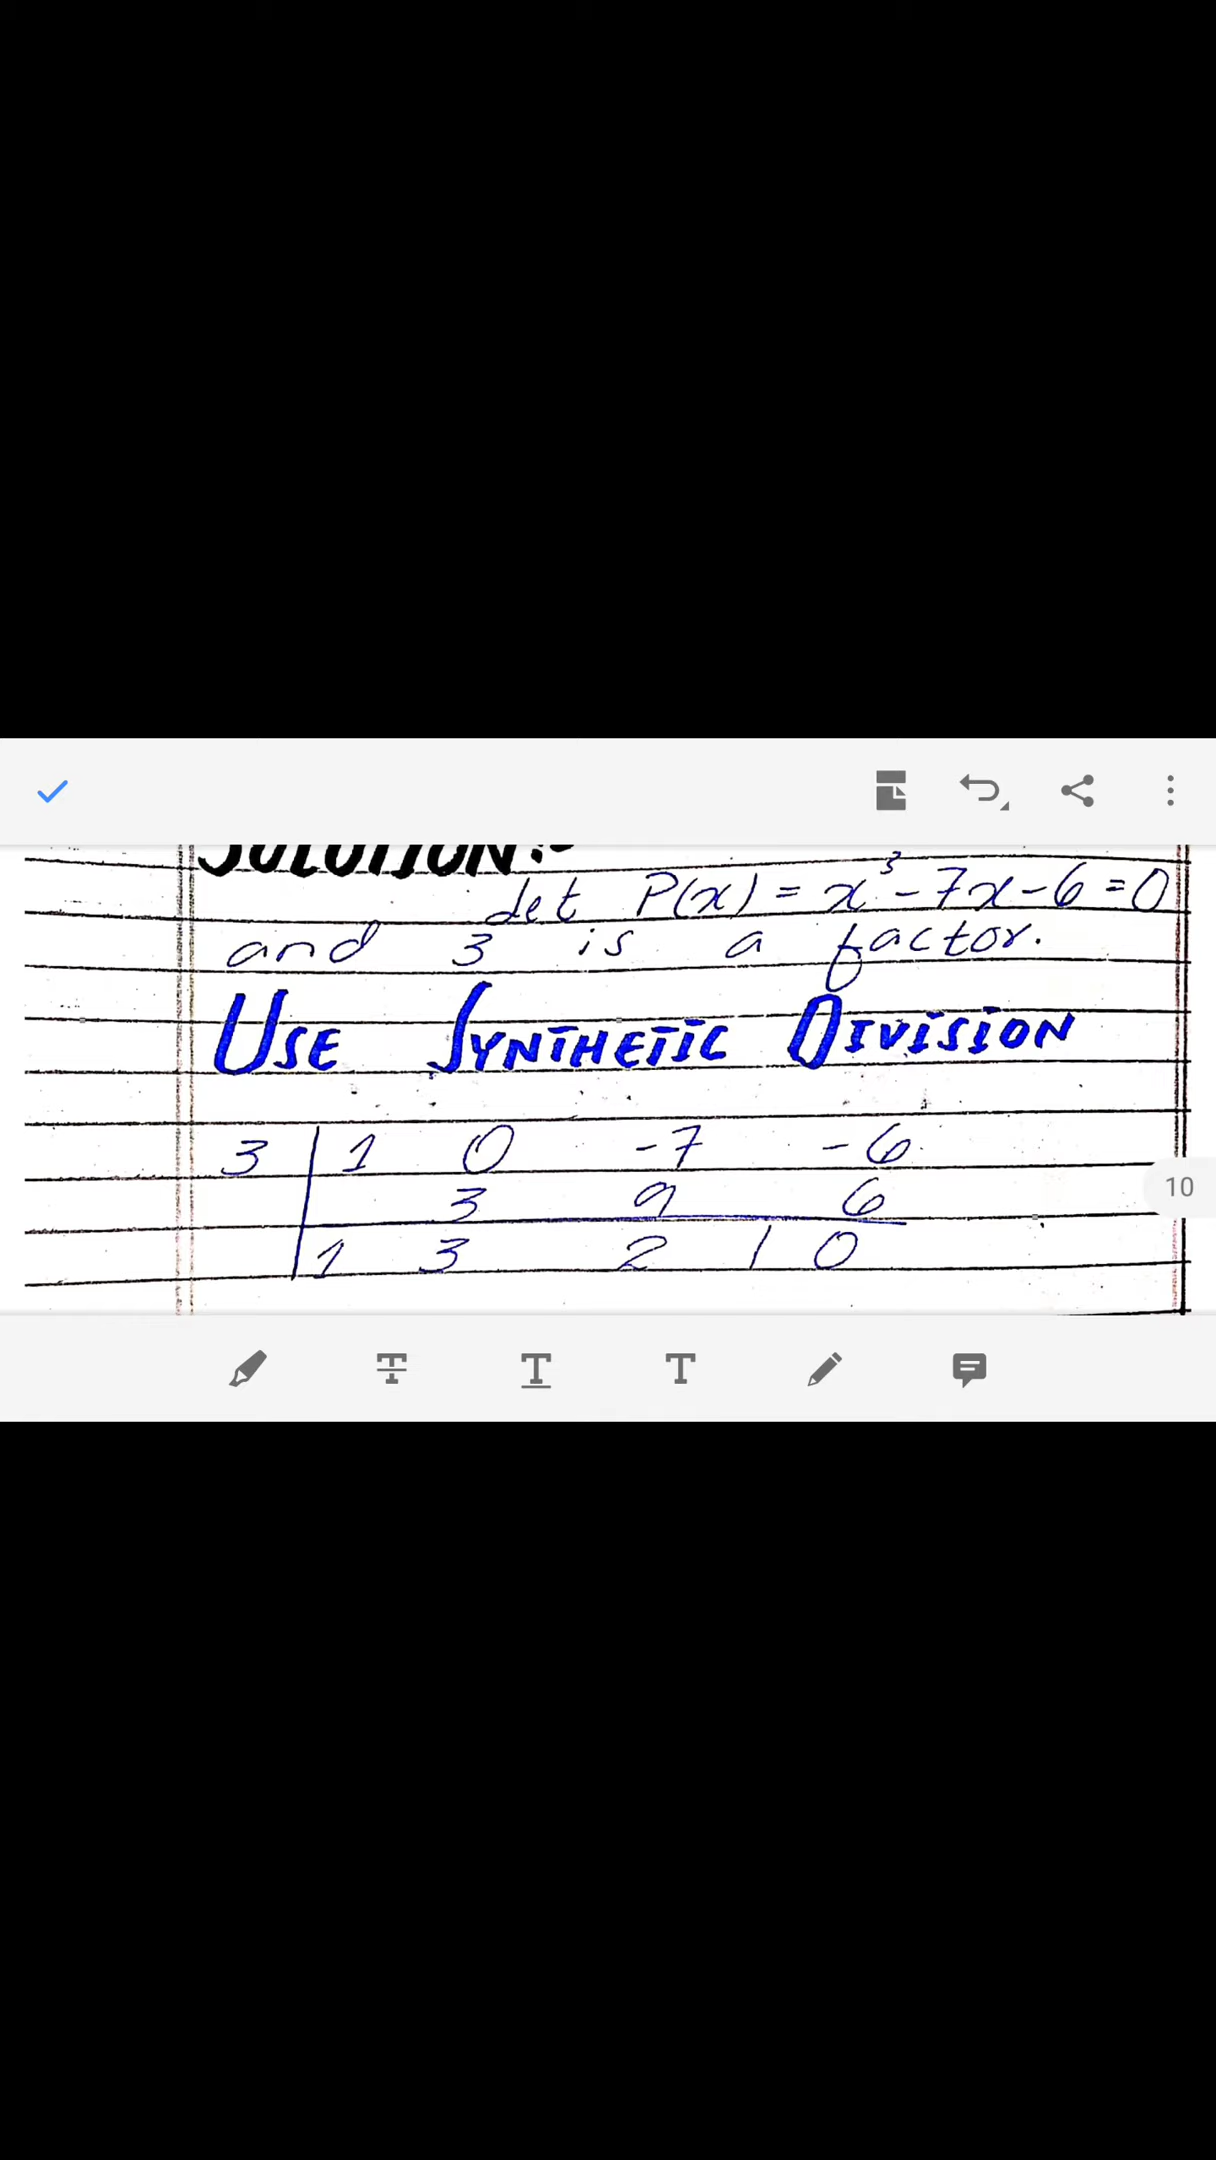 SOLUTION:-
Let P(x) = x³-7x-6=0
and 3 is a factor.
USE SYNTHETIC DIVISION
3 | 1 0 -7 -6
3 9 6
10
1 3 2 | 0